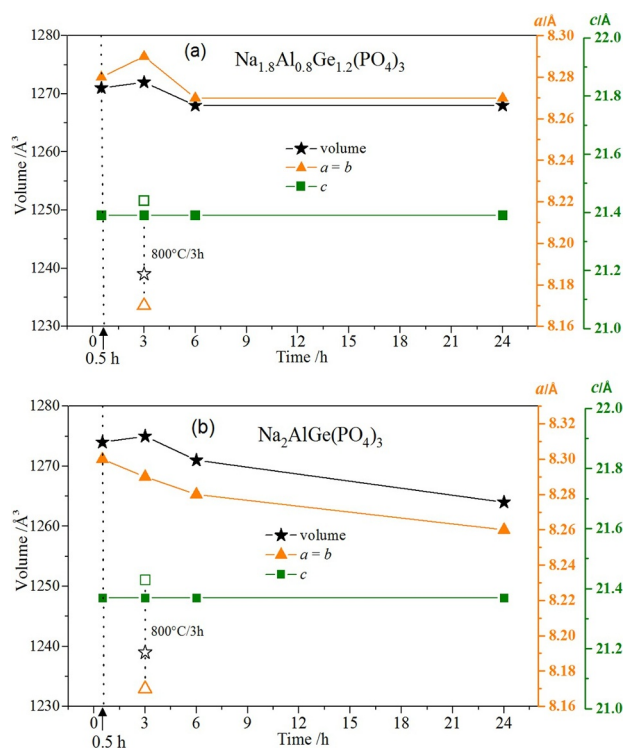 a/Å
c/Å
1280
1270
1260
1250
1240
1230
Volume /Å³
(a)
Na₁.₈Al₀.₈Ge₁.₂(PO₄)₃
volume
a = b
c
800°C/3h
8.30
8.28
8.26
8.24
8.22
8.20
8.18
8.16
22.0
21.8
21.6
21.4
21.2
21.0
0 3 6 9 12 15 18 21 24
0.5 h
Time /h
a/Å
c/Å
1280
1270
1260
1250
1240
1230
Volume /Å³
(b)
Na₂AlGe(PO₄)₃
volume
a = b
c
800°C/3h
8.32
8.30
8.28
8.26
8.24
8.22
8.20
8.18
8.16
22.0
21.8
21.6
21.4
21.2
21.0
0 3 6 9 12 15 18 21 24
0.5 h
Time /h